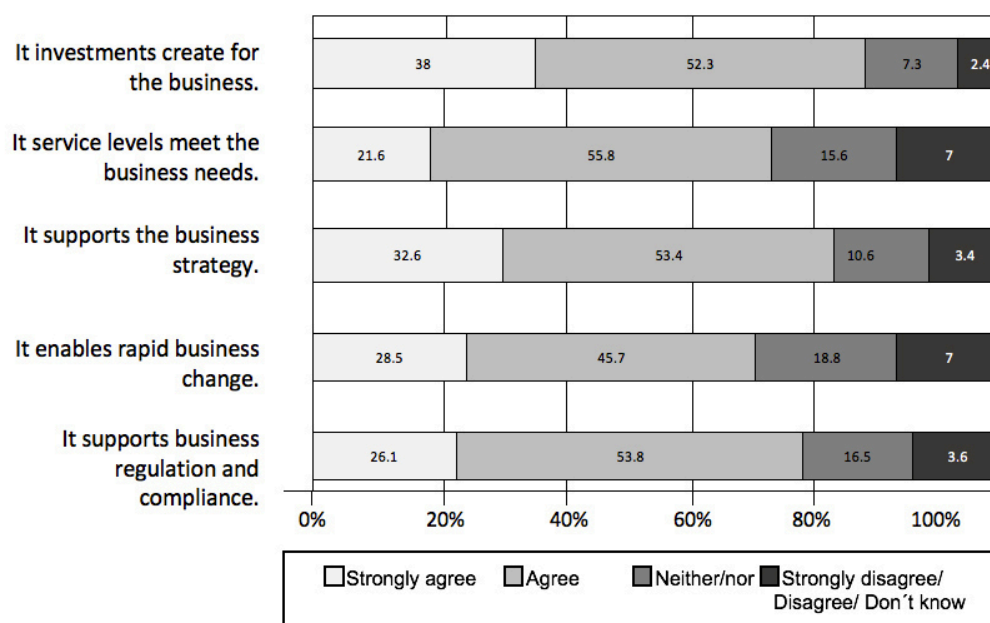 It investments create for
the business.
38 52.3 7.3 2.4
It service levels meet the
business needs.
21.6 55.8 15.6 7
It supports the business
strategy.
32.6 53.4 10.6 3.4
It enables rapid business
change.
28.5 45.7 18.8 7
It supports business
regulation and
compliance.
26.1 53.8 16.5 3.6
0% 20% 40% 60% 80% 100%
Strongly agree Agree Neither/nor Strongly disagree/
Disagree/ Don´t know